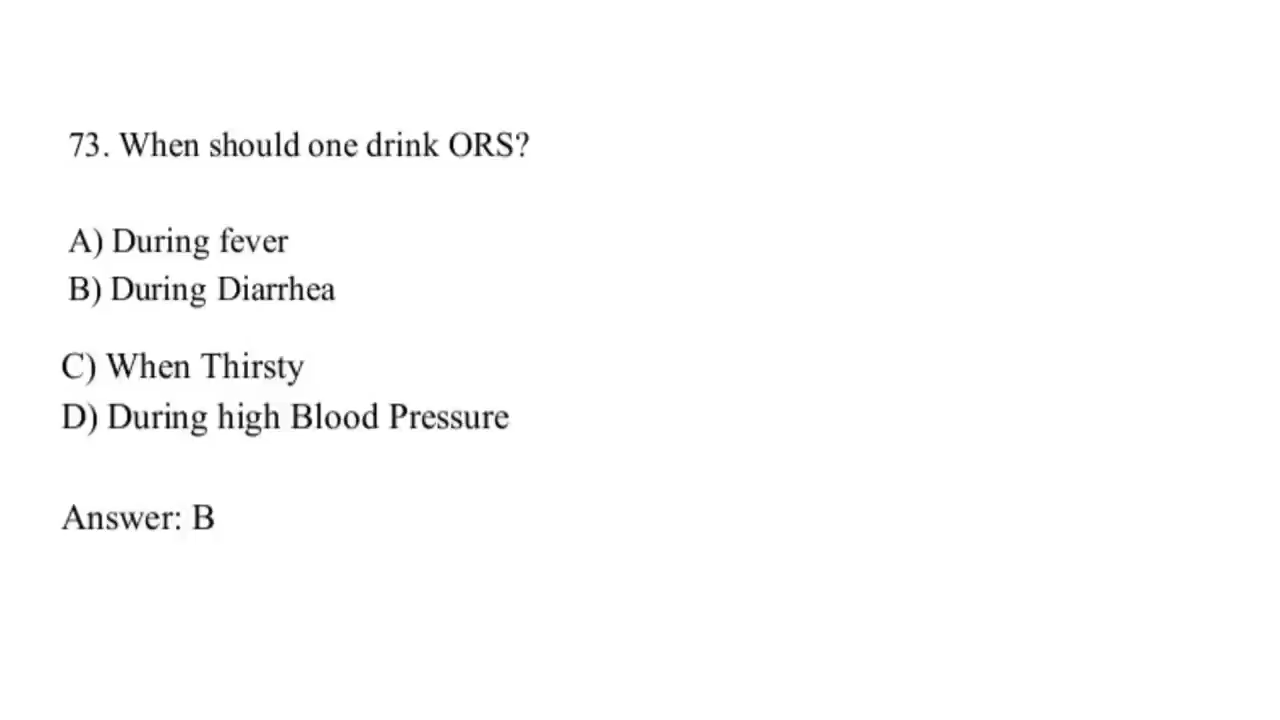 73. When should one drink ORS?
A) During fever
B) During Diarrhea
C) When Thirsty
D) During high Blood Pressure
Answer: B